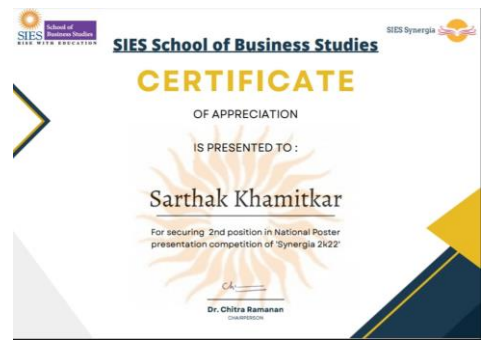 SIES
School of
Business Studies
RISE WITH EDUCATION
SIES Synergia
SIES School of Business Studies
CERTIFICATE
OF APPRECIATION
IS PRESENTED TO :
Sarthak Khamitkar
For securing 2nd position in National Poster
presentation competition of 'Synergia 2k22'
Dr. Chitra Ramanan
CHAIRPERSON